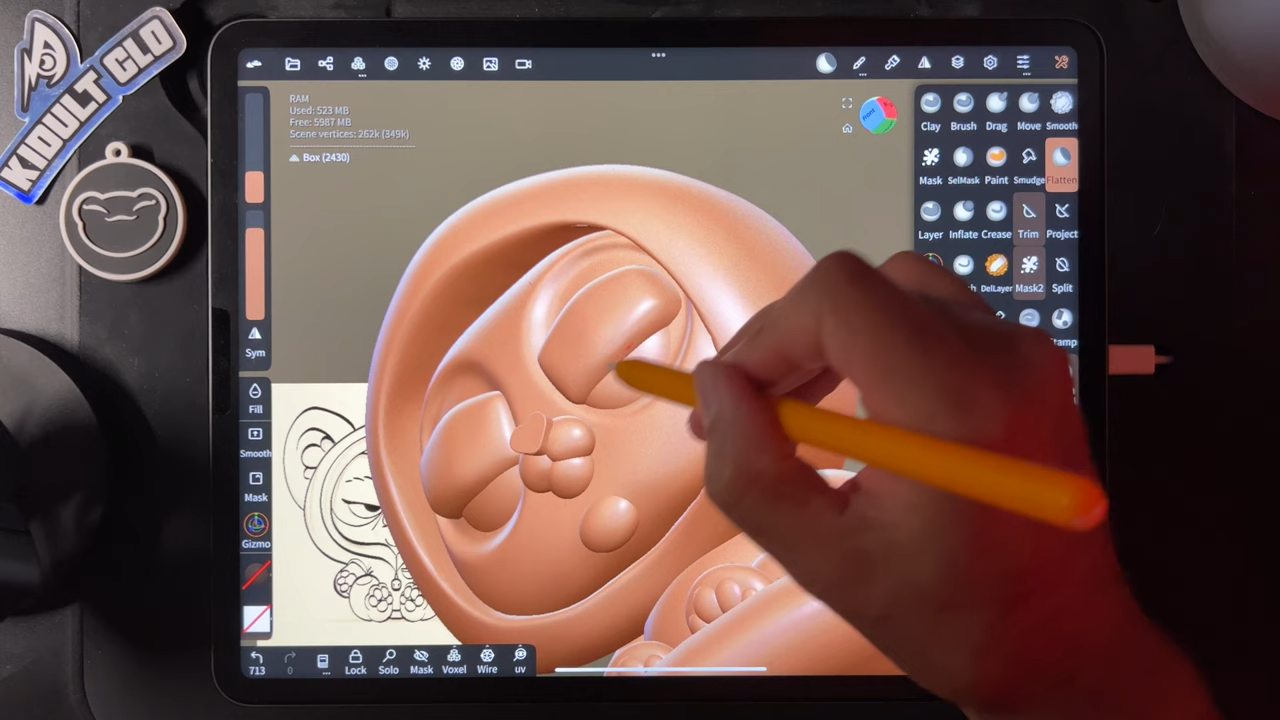 KIDULT CLO
RAM
Used: 523 MB
Free: 5987 MB
Scene vertices: 262k (349k)
Box (2430)
Front
Clay Brush Drag Move Smooth
Mask SelMask Paint Smudge Flatten
Layer Inflate Crease Trim Project
DelLayer Mask2 Split
Sym
Fill
Smooth
Mask
Gizmo
713 0 Lock Solo Mask Voxel Wire uv